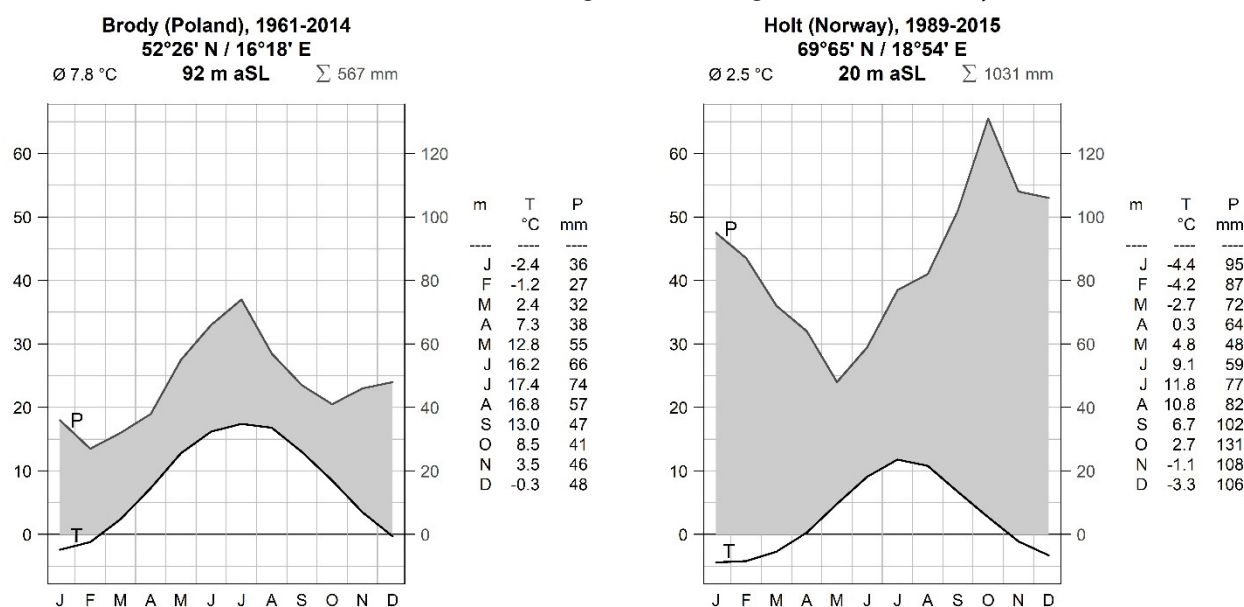 Brody (Poland), 1961-2014
52°26' N / 16°18' E
Ø 7.8 °C 92 m aSL ∑ 567 mm
60
50
40
30
20
10
0
120
100
80
60
40
20
0
P
T
J F M A M J J A S O N D
m T P
°C mm
---- ---- ----
J -2.4 36
F -1.2 27
M 2.4 32
A 7.3 38
M 12.8 55
J 16.2 66
J 17.4 74
A 16.8 57
S 13.0 47
O 8.5 41
N 3.5 46
D -0.3 48
Holt (Norway), 1989-2015
69°65' N / 18°54' E
Ø 2.5 °C 20 m aSL ∑ 1031 mm
60
50
40
30
20
10
0
120
100
80
60
40
20
0
P
T
J F M A M J J A S O N D
m T P
°C mm
---- ---- ----
J -4.4 95
F -4.2 87
M -2.7 72
A 0.3 64
M 4.8 48
J 9.1 59
J 11.8 77
A 10.8 82
S 6.7 102
O 2.7 131
N -1.1 108
D -3.3 106